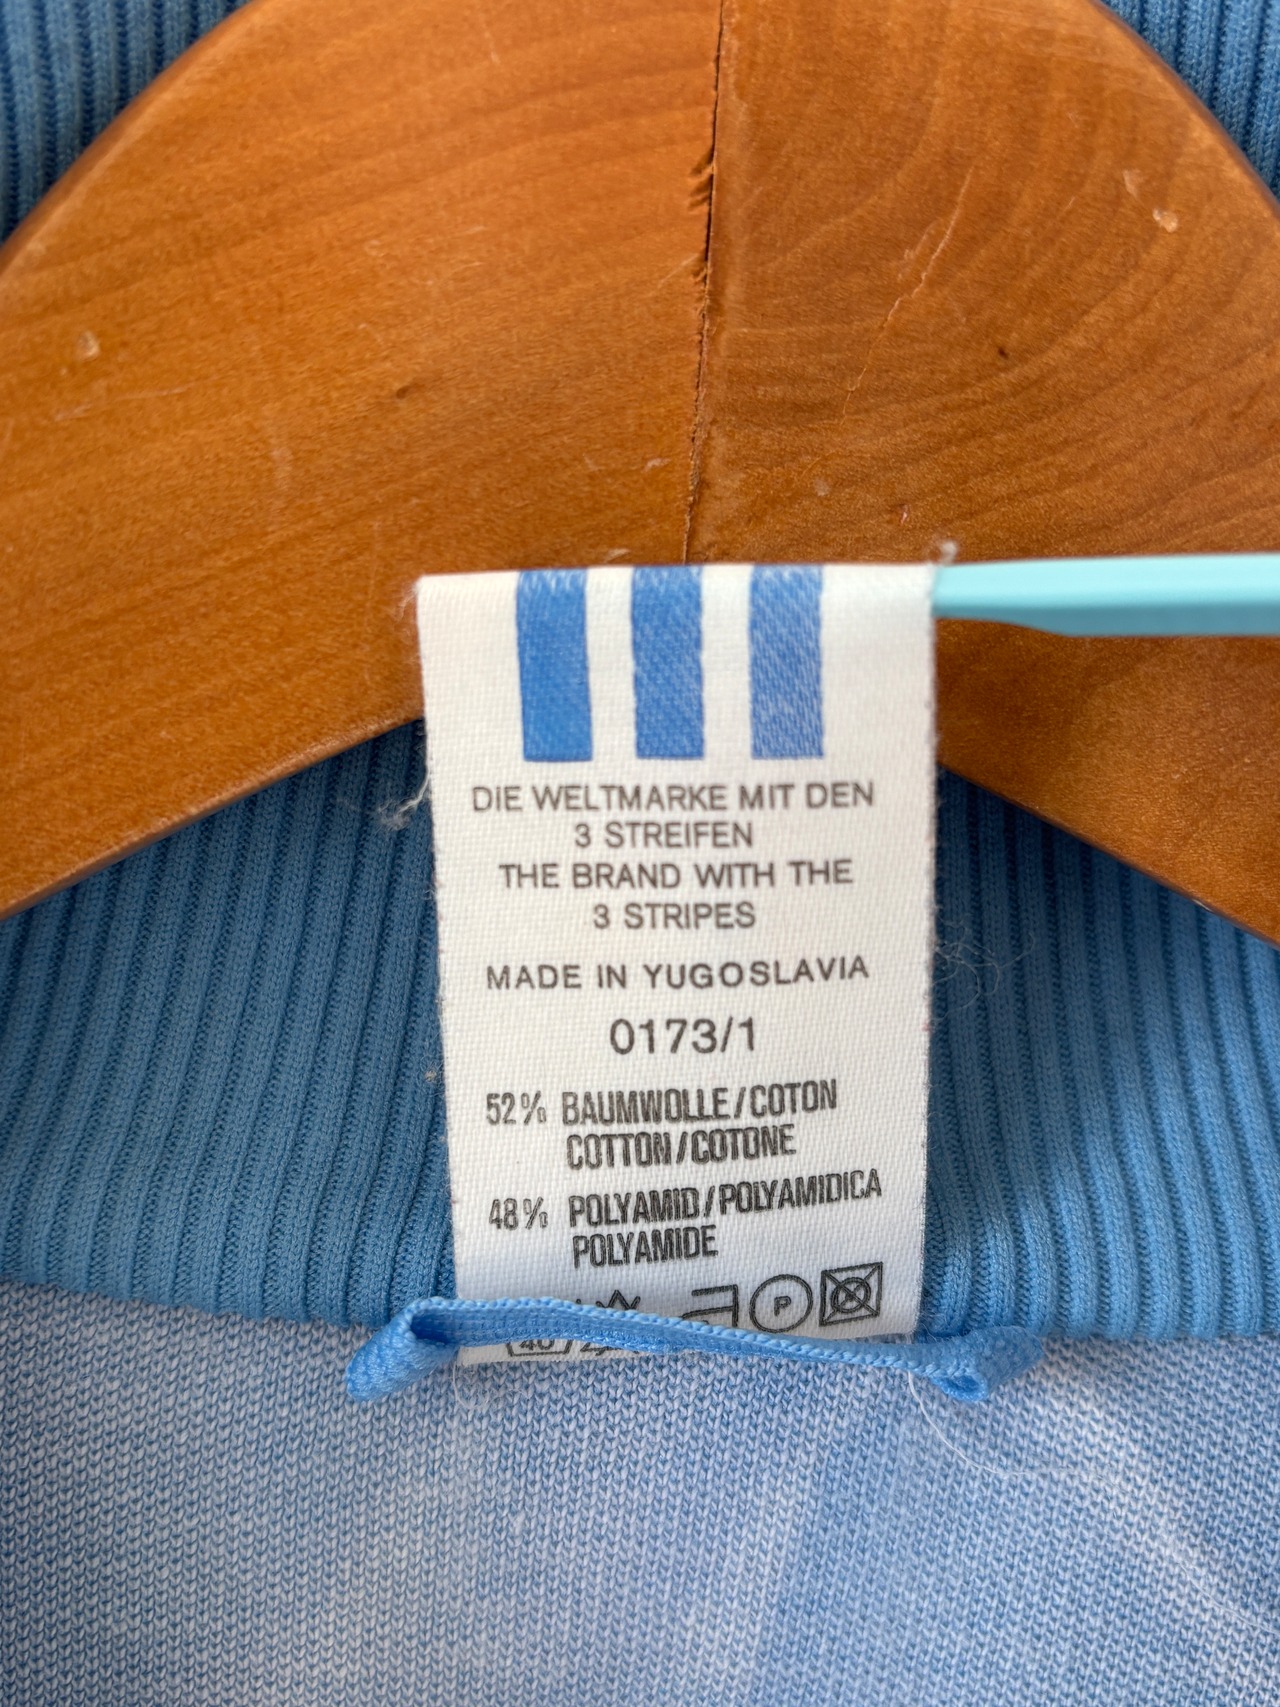 DIE WELTMARKE MIT DEN
3 STREIFEN
THE BRAND WITH THE
3 STRIPES
MADE IN YUGOSLAVIA
0173/1
52% BAUMWOLLE/COTON
COTTON/COTONE
48% POLYAMID/POLYAMIDICA
POLYAMIDE
P
40